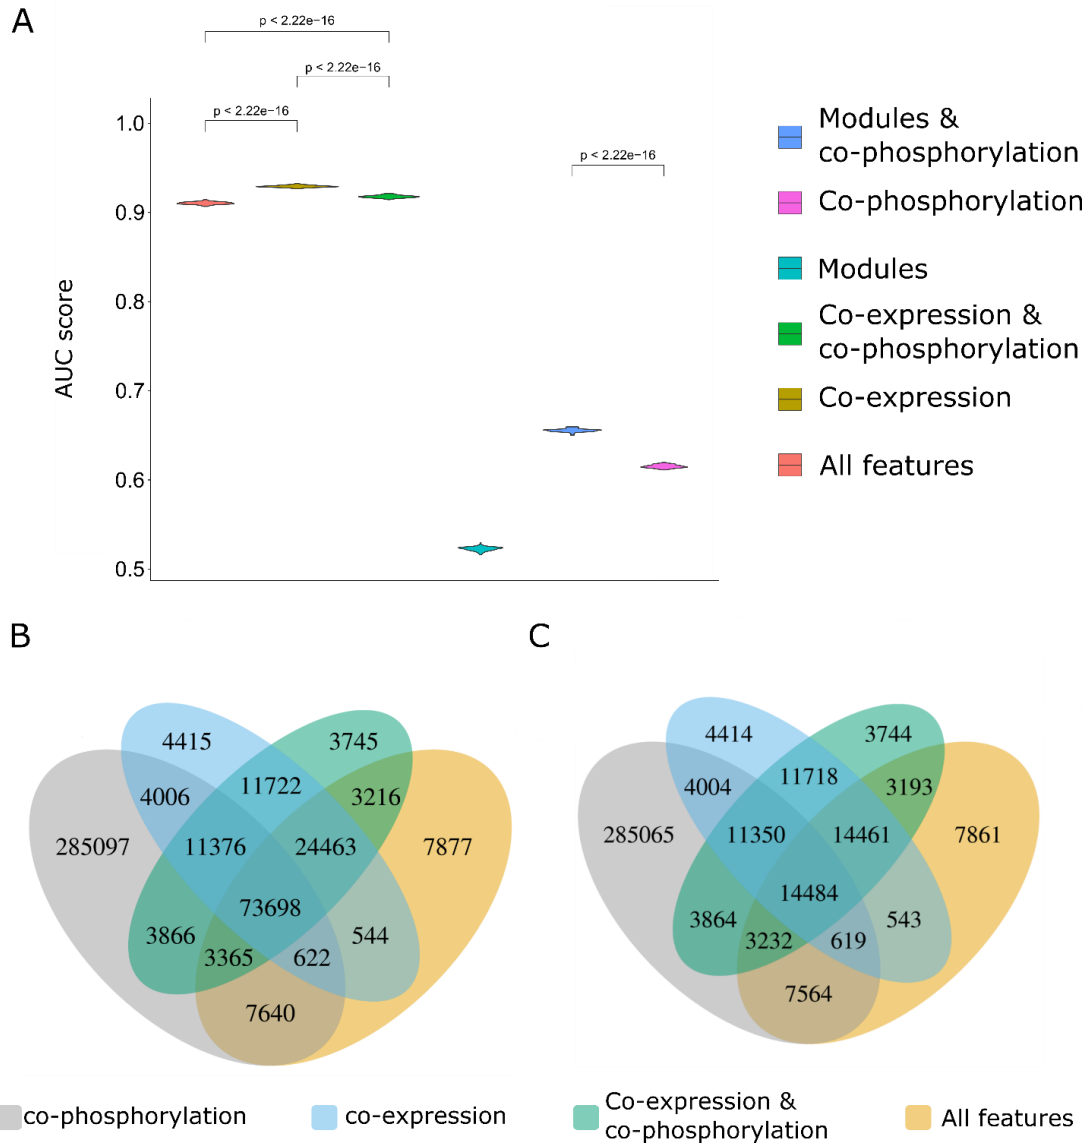 A
p < 2.22e−16
p < 2.22e−16
p < 2.22e−16
p < 2.22e−16
1.0
0.9
0.8
0.7
0.6
0.5
AUC score
Modules &
co-phosphorylation
Co-phosphorylation
Modules
Co-expression &
co-phosphorylation
Co-expression
All features
B
4415
3745
4006
11722
3216
285097
11376
24463
7877
73698
3866
3365
622
544
7640
C
4414
3744
4004
11718
3193
285065
11350
14461
7861
14484
3864
3232
619
543
7564
co-phosphorylation
co-expression
Co-expression &
co-phosphorylation
All features